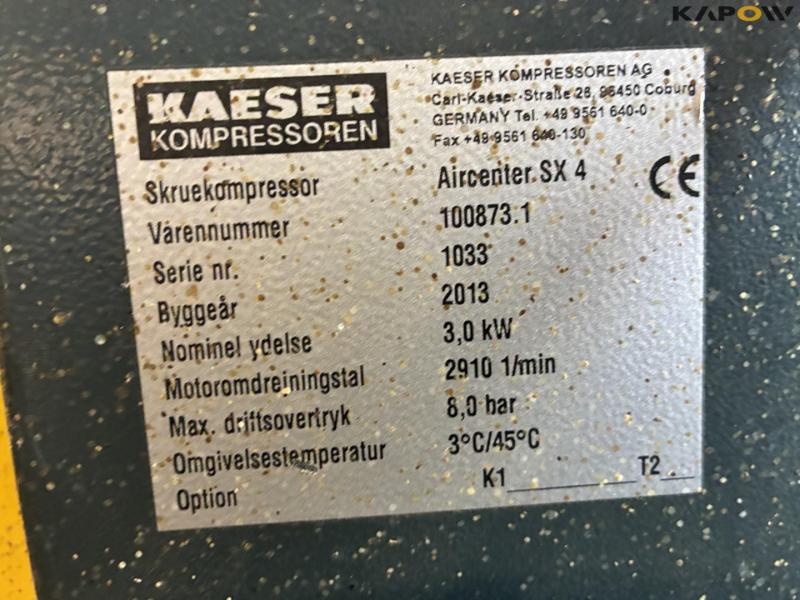 KAPOW
KAESER
KOMPRESSOREN
KAESER KOMPRESSOREN AG
Carl-Kaeser-Straße 26, 96450 Coburg
GERMANY Tel. +49 9561 640-0
Fax +49 9561 640-130
Skruekompressor Aircenter SX 4 CE
Varennummer 100873.1
Serie nr. 1033
Byggeår 2013
Nominel ydelse 3,0 kW
Motoromdreiningstal 2910 1/min
Max. driftsovertryk 8,0 bar
Omgivelsestemperatur 3°C/45°C
Option K1 T2